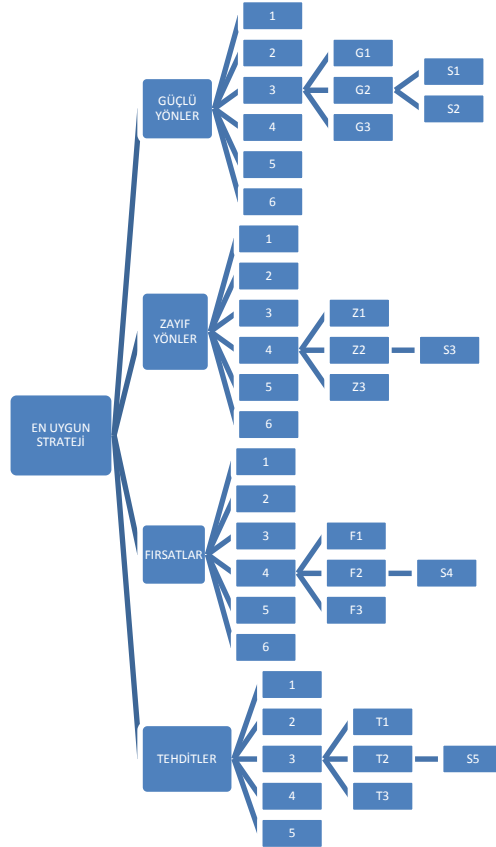 EN UYGUN
STRATEJİ
GÜÇLÜ
YÖNLER
1
2
3
4
5
6
G1
G2
G3
S1
S2
ZAYIF
YÖNLER
1
2
3
4
5
6
Z1
Z2
Z3
S3
FIRSATLAR
1
2
3
4
5
6
F1
F2
F3
S4
TEHDİTLER
1
2
3
4
5
T1
T2
T3
S5